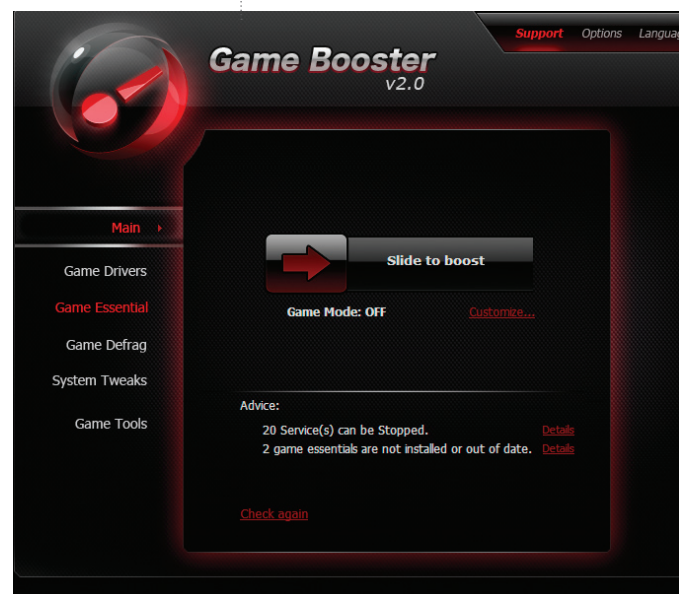 Support Options Langua
Game Booster
v2.0
Main
Game Drivers
Game Essential
Game Defrag
System Tweaks
Game Tools
Slide to boost
Game Mode: OFF Customize...
Advice:
20 Service(s) can be Stopped. Details
2 game essentials are not installed or out of date. Details
Check again